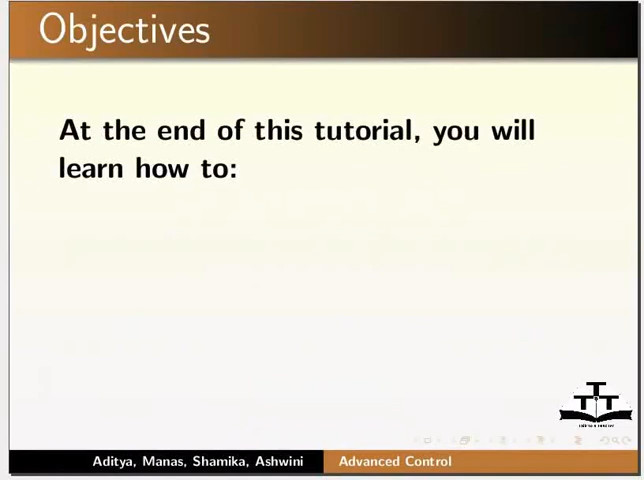 Objectives
At the end of this tutorial, you will
learn how to:
T T T
Aditya, Manas, Shamika, Ashwini
Advanced Control